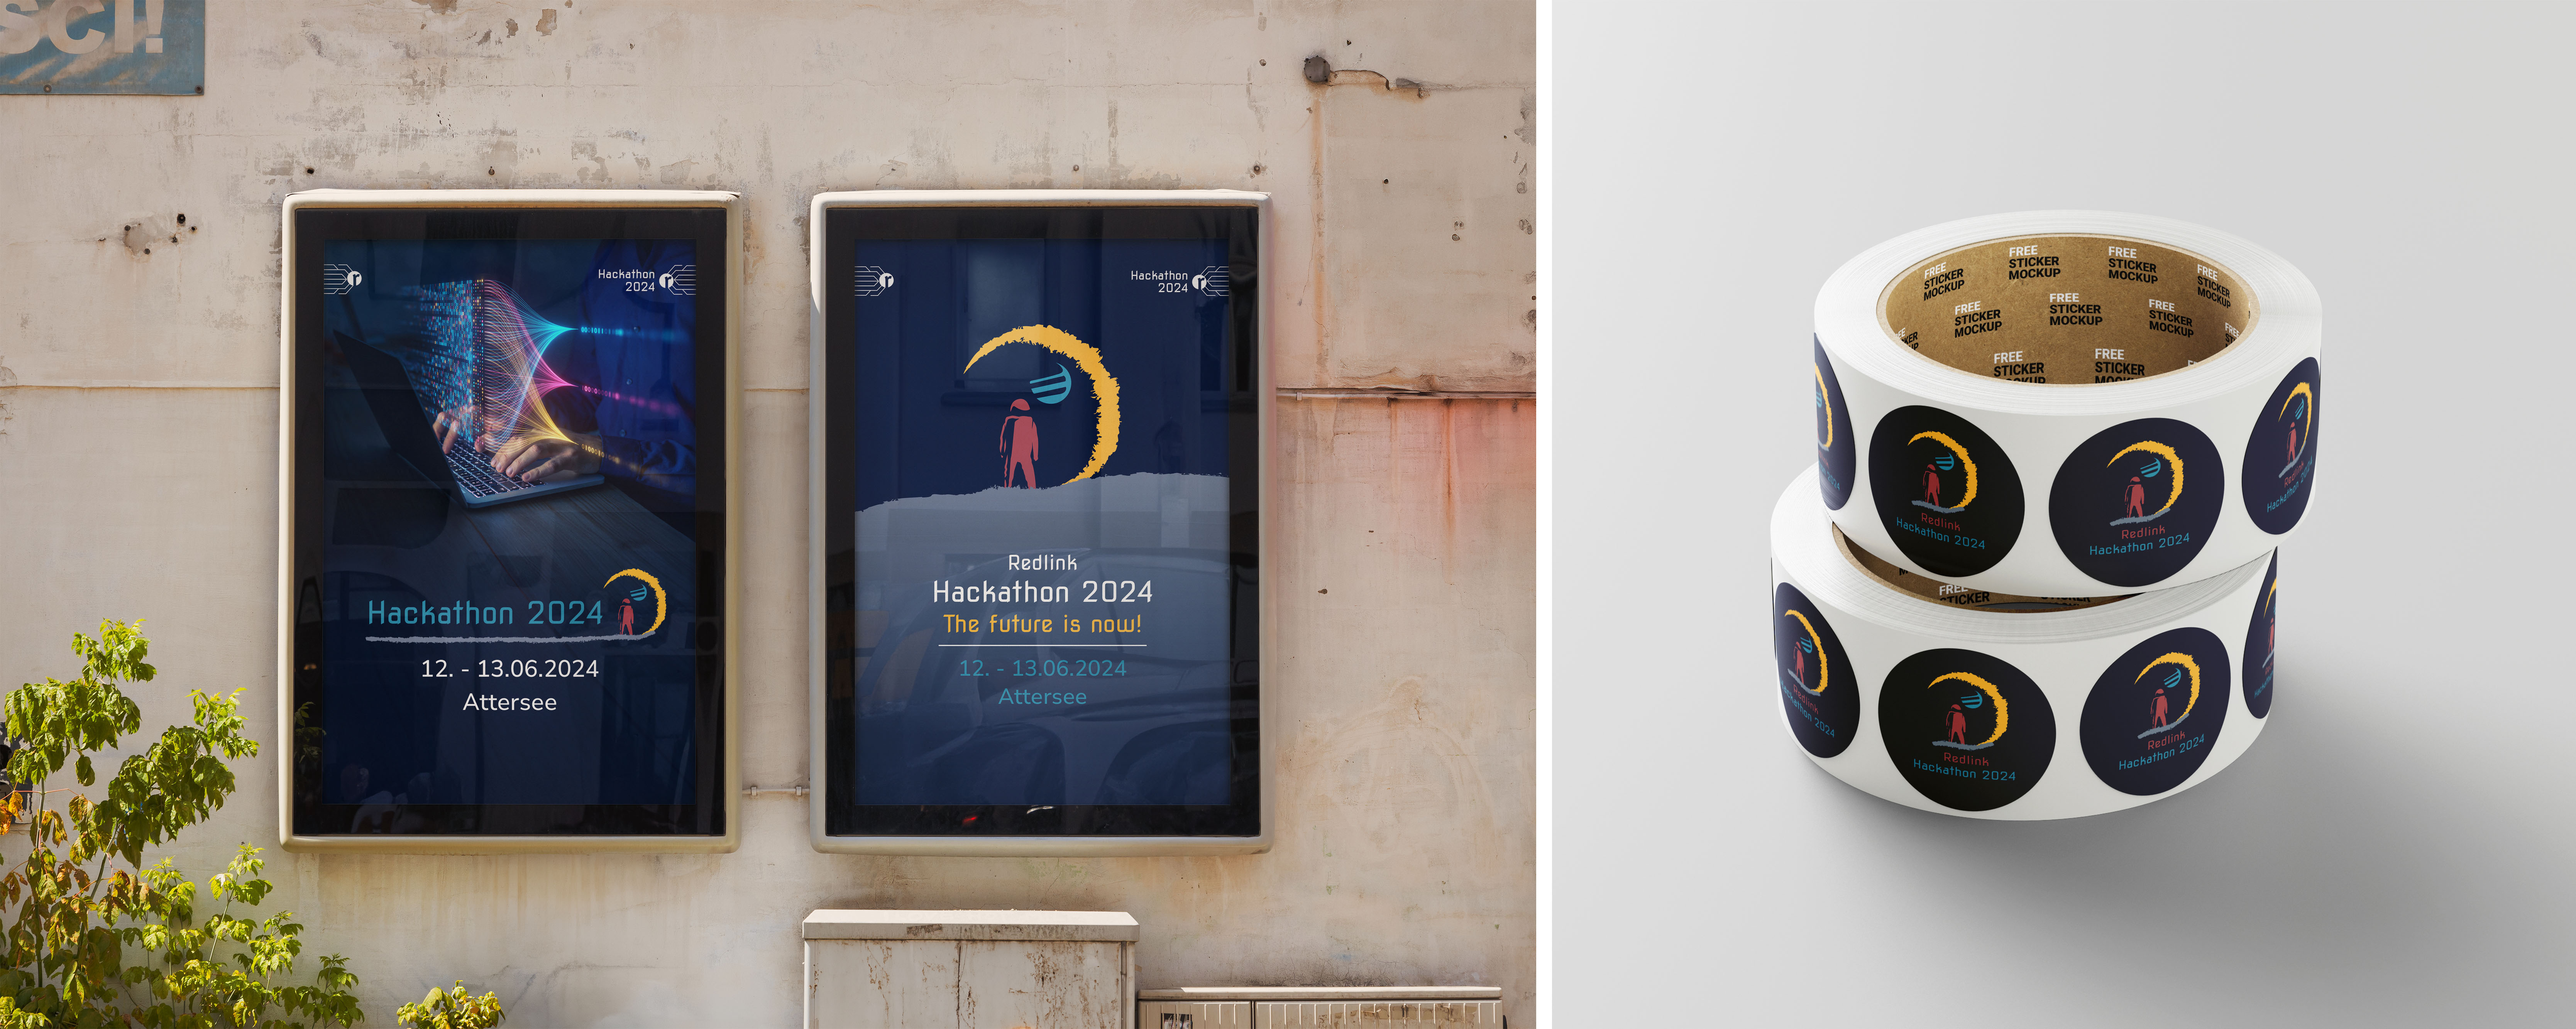 sci!
Hackathon
2024
Hackathon 2024
12. - 13.06.2024
Attersee
Hackathon
2024
Redlink
Hackathon 2024
The future is now!
12. - 13.06.2024
Attersee
FREE
STICKER
MOCKUP
FREE
STICKER
MOCKUP
FREE
STICKER
MOCKUP
FREE
STICKER
MOCKUP
FREE
STICKER
MOCKUP
FREE
STICKER
MOCKUP
FREE
STICKER
MOCKUP
FREE
STICKER
FREE
STICKER
Redlink
Hackathon 2024
Redlink
Hackathon 2024
Redlink
Hackathon 2024
FREE
STICKER
Redlink
Hackathon 2024
Redlink
Hackathon 2024
Redlink
Hackathon 2024